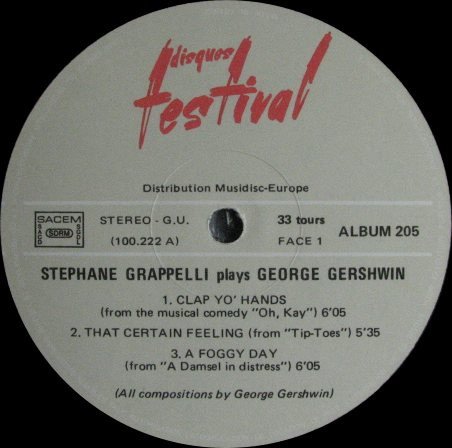 disques
festival
Distribution Musidisc-Europe
SACEM
SACD SDRM SGDL
STEREO - G.U.
33 tours
(100.222 A)
FACE 1
ALBUM 205
STEPHANE GRAPPELLI plays GEORGE GERSHWIN
1. CLAP YO' HANDS
(from the musical comedy "Oh, Kay") 6'05
2. THAT CERTAIN FEELING (from "Tip-Toes") 5'35
3. A FOGGY DAY
(from "A Damsel in distress") 6'05
(All compositions by George Gershwin)